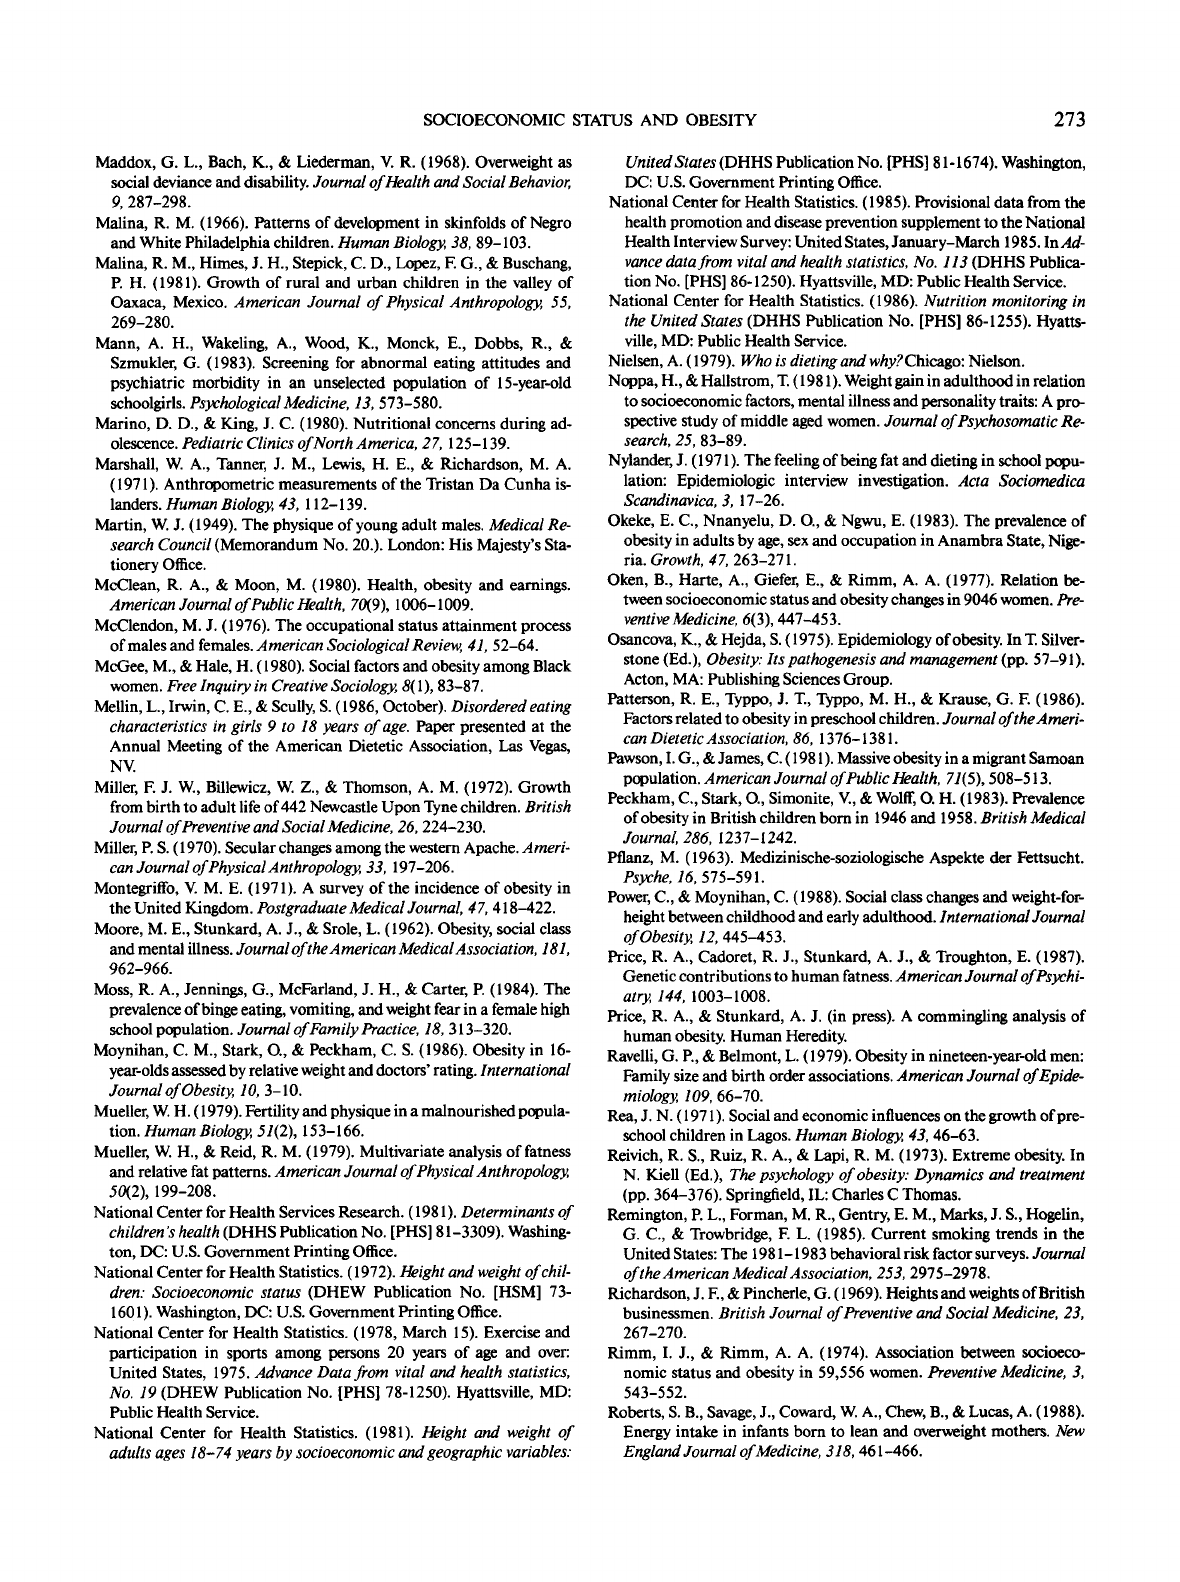 SOCIOECONOMIC STATUS AND OBESITY 273
Maddox, G. L., Bach, K., & Liederman, V. R. (1968). Overweight as
social deviance and disability. Journal of Health and Social Behavior,
9, 287–298.
Malina, R. M. (1966). Patterns of development in skinfolds of Negro
and White Philadelphia children. Human Biology, 38, 89–103.
Malina, R. M., Himes, J. H., Stepick, C. D., Lopez, F. G., & Buschang,
P. H. (1981). Growth of rural and urban children in the valley of
Oaxaca, Mexico. American Journal of Physical Anthropology, 55,
269–280.
Mann, A. H., Wakeling, A., Wood, K., Monck, E., Dobbs, R., &
Szmukler, G. (1983). Screening for abnormal eating attitudes and
psychiatric morbidity in an unselected population of 15-year-old
schoolgirls. Psychological Medicine, 13, 573–580.
Marino, D. D., & King, J. C. (1980). Nutritional concerns during ad-
olescence. Pediatric Clinics of North America, 27, 125–139.
Marshall, W. A., Tanner, J. M., Lewis, H. E., & Richardson, M. A.
(1971). Anthropometric measurements of the Tristan Da Cunha is-
landers. Human Biology, 43, 112–139.
Martin, W. J. (1949). The physique of young adult males. Medical Re-
search Council (Memorandum No. 20.). London: His Majesty's Sta-
tionery Office.
McClean, R. A., & Moon, M. (1980). Health, obesity and earnings.
American Journal of Public Health, 70(9), 1006–1009.
McClendon, M. J. (1976). The occupational status attainment process
of males and females. American Sociological Review, 41, 52–64.
McGee, M., & Hale, H. (1980). Social factors and obesity among Black
women. Free Inquiry in Creative Sociology, 8(1), 83–87.
Mellin, L., Irwin, C. E., & Scully, S. (1986, October). Disordered eating
characteristics in girls 9 to 18 years of age. Paper presented at the
Annual Meeting of the American Dietetic Association, Las Vegas,
NV.
Miller, F. J. W., Billewicz, W. Z., & Thomson, A. M. (1972). Growth
from birth to adult life of 442 Newcastle Upon Tyne children. British
Journal of Preventive and Social Medicine, 26, 224–230.
Miller, P. S. (1970). Secular changes among the western Apache. Ameri-
can Journal of Physical Anthropology, 33, 197–206.
Montegriffo, V. M. E. (1971). A survey of the incidence of obesity in
the United Kingdom. Postgraduate Medical Journal, 47, 418–422.
Moore, M. E., Stunkard, A. J., & Srole, L. (1962). Obesity, social class
and mental illness. Journal of the American Medical Association, 181,
962–966.
Moss, R. A., Jennings, G., McFarland, J. H., & Carter, P. (1984). The
prevalence of binge eating, vomiting, and weight fear in a female high
school population. Journal of Family Practice, 18, 313–320.
Moynihan, C. M., Stark, O., & Peckham, C. S. (1986). Obesity in 16-
year-olds assessed by relative weight and doctors' rating. International
Journal of Obesity, 10, 3–10.
Mueller, W. H. (1979). Fertility and physique in a malnourished popula-
tion. Human Biology, 51(2), 153–166.
Mueller, W. H., & Reid, R. M. (1979). Multivariate analysis of fatness
and relative fat patterns. American Journal of Physical Anthropology,
50(2), 199–208.
National Center for Health Services Research. (1981). Determinants of
children's health (DHHS Publication No. [PHS] 81-3309). Washing-
ton, DC: U.S. Government Printing Office.
National Center for Health Statistics. (1972). Height and weight of chil-
dren: Socioeconomic status (DHEW Publication No. [HSM] 73-
1601). Washington, DC: U.S. Government Printing Office.
National Center for Health Statistics. (1978, March 15). Exercise and
participation in sports among persons 20 years of age and over:
United States, 1975. Advance Data from vital and health statistics,
No. 19 (DHEW Publication No. [PHS] 78-1250). Hyattsville, MD:
Public Health Service.
National Center for Health Statistics. (1981). Height and weight of
adults ages 18–74 years by socioeconomic and geographic variables:
United States (DHHS Publication No. [PHS] 81-1674). Washington,
DC: U.S. Government Printing Office.
National Center for Health Statistics. (1985). Provisional data from the
health promotion and disease prevention supplement to the National
Health Interview Survey: United States, January–March 1985. In Ad-
vance data from vital and health statistics, No. 113 (DHHS Publica-
tion No. [PHS] 86-1250). Hyattsville, MD: Public Health Service.
National Center for Health Statistics. (1986). Nutrition monitoring in
the United States (DHHS Publication No. [PHS] 86-1255). Hyatts-
ville, MD: Public Health Service.
Nielsen, A. (1979). Who is dieting and why? Chicago: Nielson.
Noppa, H., & Hallstrom, T. (1981). Weight gain in adulthood in relation
to socioeconomic factors, mental illness and personality traits: A pro-
spective study of middle aged women. Journal of Psychosomatic Re-
search, 25, 83–89.
Nylander, J. (1971). The feeling of being fat and dieting in school popu-
lation: Epidemiologic interview investigation. Acta Sociomedica
Scandinavica, 3, 17–26.
Okeke, E. C., Nnanyelu, D. O., & Ngwu, E. (1983). The prevalence of
obesity in adults by age, sex and occupation in Anambra State, Nige-
ria. Growth, 47, 263–271.
Oken, B., Harte, A., Giefer, E., & Rimm, A. A. (1977). Relation be-
tween socioeconomic status and obesity changes in 9046 women. Pre-
ventive Medicine, 6(3), 447–453.
Osancova, K., & Hejda, S. (1975). Epidemiology of obesity. In T. Silver-
stone (Ed.), Obesity: Its pathogenesis and management (pp. 57–91).
Acton, MA: Publishing Sciences Group.
Patterson, R. E., Typpo, J. T., Typpo, M. H., & Krause, G. F. (1986).
Factors related to obesity in preschool children. Journal of the Ameri-
can Dietetic Association, 86, 1376–1381.
Pawson, I. G., & James, C. (1981). Massive obesity in a migrant Samoan
population. American Journal of Public Health, 71(5), 508–513.
Peckham, C., Stark, O., Simonite, V., & Wolff, O. H. (1983). Prevalence
of obesity in British children born in 1946 and 1958. British Medical
Journal, 286, 1237–1242.
Pflanz, M. (1963). Medizinische-soziologische Aspekte der Fettsucht.
Psyche, 16, 575–591.
Power, C., & Moynihan, C. (1988). Social class changes and weight-for-
height between childhood and early adulthood. International Journal
of Obesity, 12, 445–453.
Price, R. A., Cadoret, R. J., Stunkard, A. J., & Troughton, E. (1987).
Genetic contributions to human fatness. American Journal of Psychi-
atry, 144, 1003–1008.
Price, R. A., & Stunkard, A. J. (in press). A commingling analysis of
human obesity. Human Heredity.
Ravelli, G. P., & Belmont, L. (1979). Obesity in nineteen-year-old men:
Family size and birth order associations. American Journal of Epide-
miology, 109, 66–70.
Rea, J. N. (1971). Social and economic influences on the growth of pre-
school children in Lagos. Human Biology, 43, 46–63.
Reivich, R. S., Ruiz, R. A., & Lapi, R. M. (1973). Extreme obesity. In
N. Kiell (Ed.), The psychology of obesity: Dynamics and treatment
(pp. 364–376). Springfield, IL: Charles C Thomas.
Remington, P. L., Forman, M. R., Gentry, E. M., Marks, J. S., Hogelin,
G. C., & Trowbridge, F. L. (1985). Current smoking trends in the
United States: The 1981–1983 behavioral risk factor surveys. Journal
of the American Medical Association, 253, 2975–2978.
Richardson, J. F., & Pincherle, G. (1969). Heights and weights of British
businessmen. British Journal of Preventive and Social Medicine, 23,
267–270.
Rimm, I. J., & Rimm, A. A. (1974). Association between socioeco-
nomic status and obesity in 59,556 women. Preventive Medicine, 3,
543–552.
Roberts, S. B., Savage, J., Coward, W. A., Chew, B., & Lucas, A. (1988).
Energy intake in infants born to lean and overweight mothers. New
England Journal of Medicine, 318, 461–466.